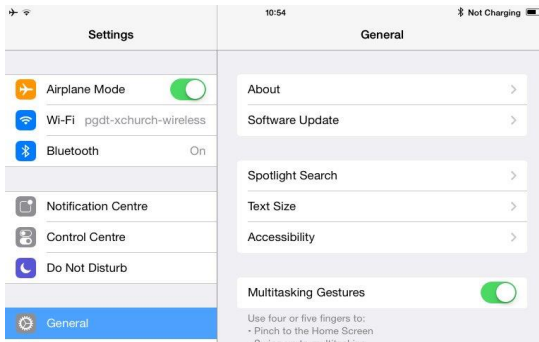 10:54
Not Charging
Settings
General
Airplane Mode
Wi-Fi pgdt-xchurch-wireless
Bluetooth On
Notification Centre
Control Centre
Do Not Disturb
General
About
Software Update
Spotlight Search
Text Size
Accessibility
Multitasking Gestures
Use four or five fingers to:
• Pinch to the Home Screen